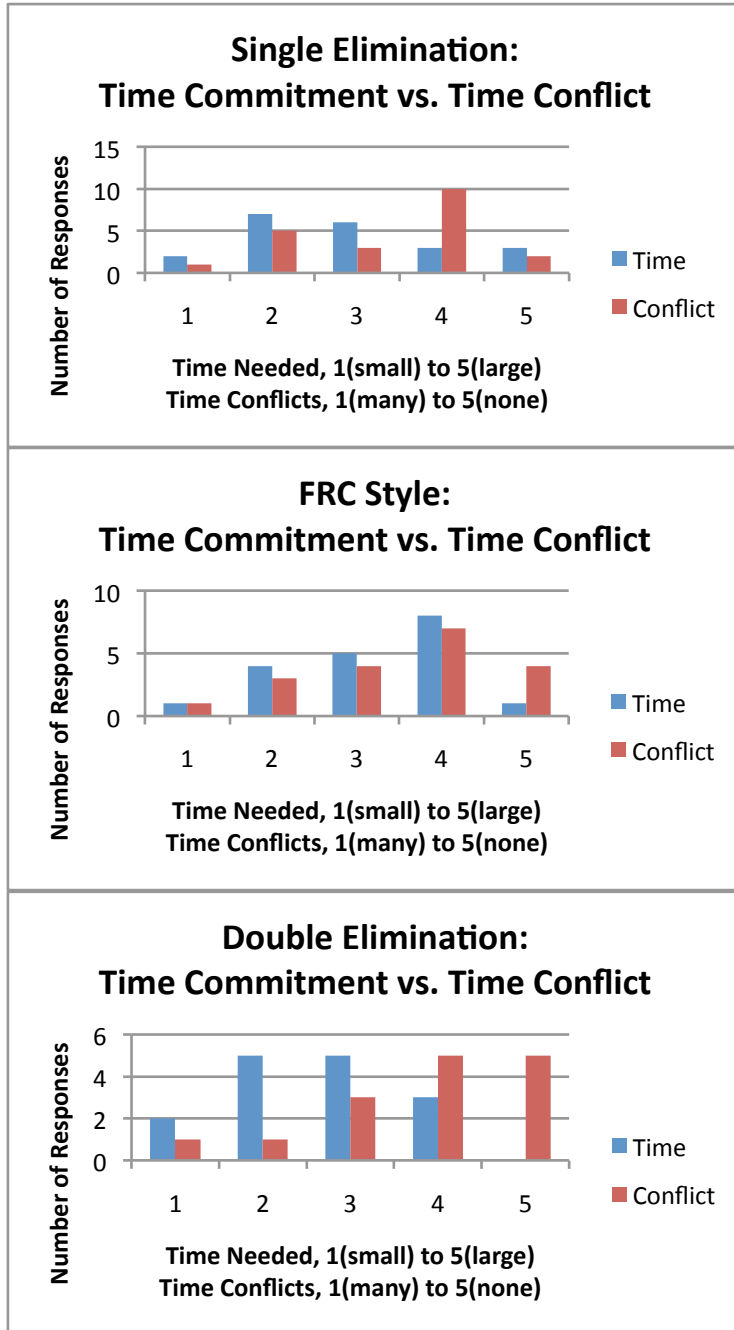 Single Elimination:
Time Commitment vs. Time Conflict
Number of Responses
15
10
5
0
1 2 3 4 5
Time
Conflict
Time Needed, 1(small) to 5(large)
Time Conflicts, 1(many) to 5(none)
FRC Style:
Time Commitment vs. Time Conflict
Number of Responses
10
5
0
1 2 3 4 5
Time
Conflict
Time Needed, 1(small) to 5(large)
Time Conflicts, 1(many) to 5(none)
Double Elimination:
Time Commitment vs. Time Conflict
Number of Responses
6
4
2
0
1 2 3 4 5
Time
Conflict
Time Needed, 1(small) to 5(large)
Time Conflicts, 1(many) to 5(none)